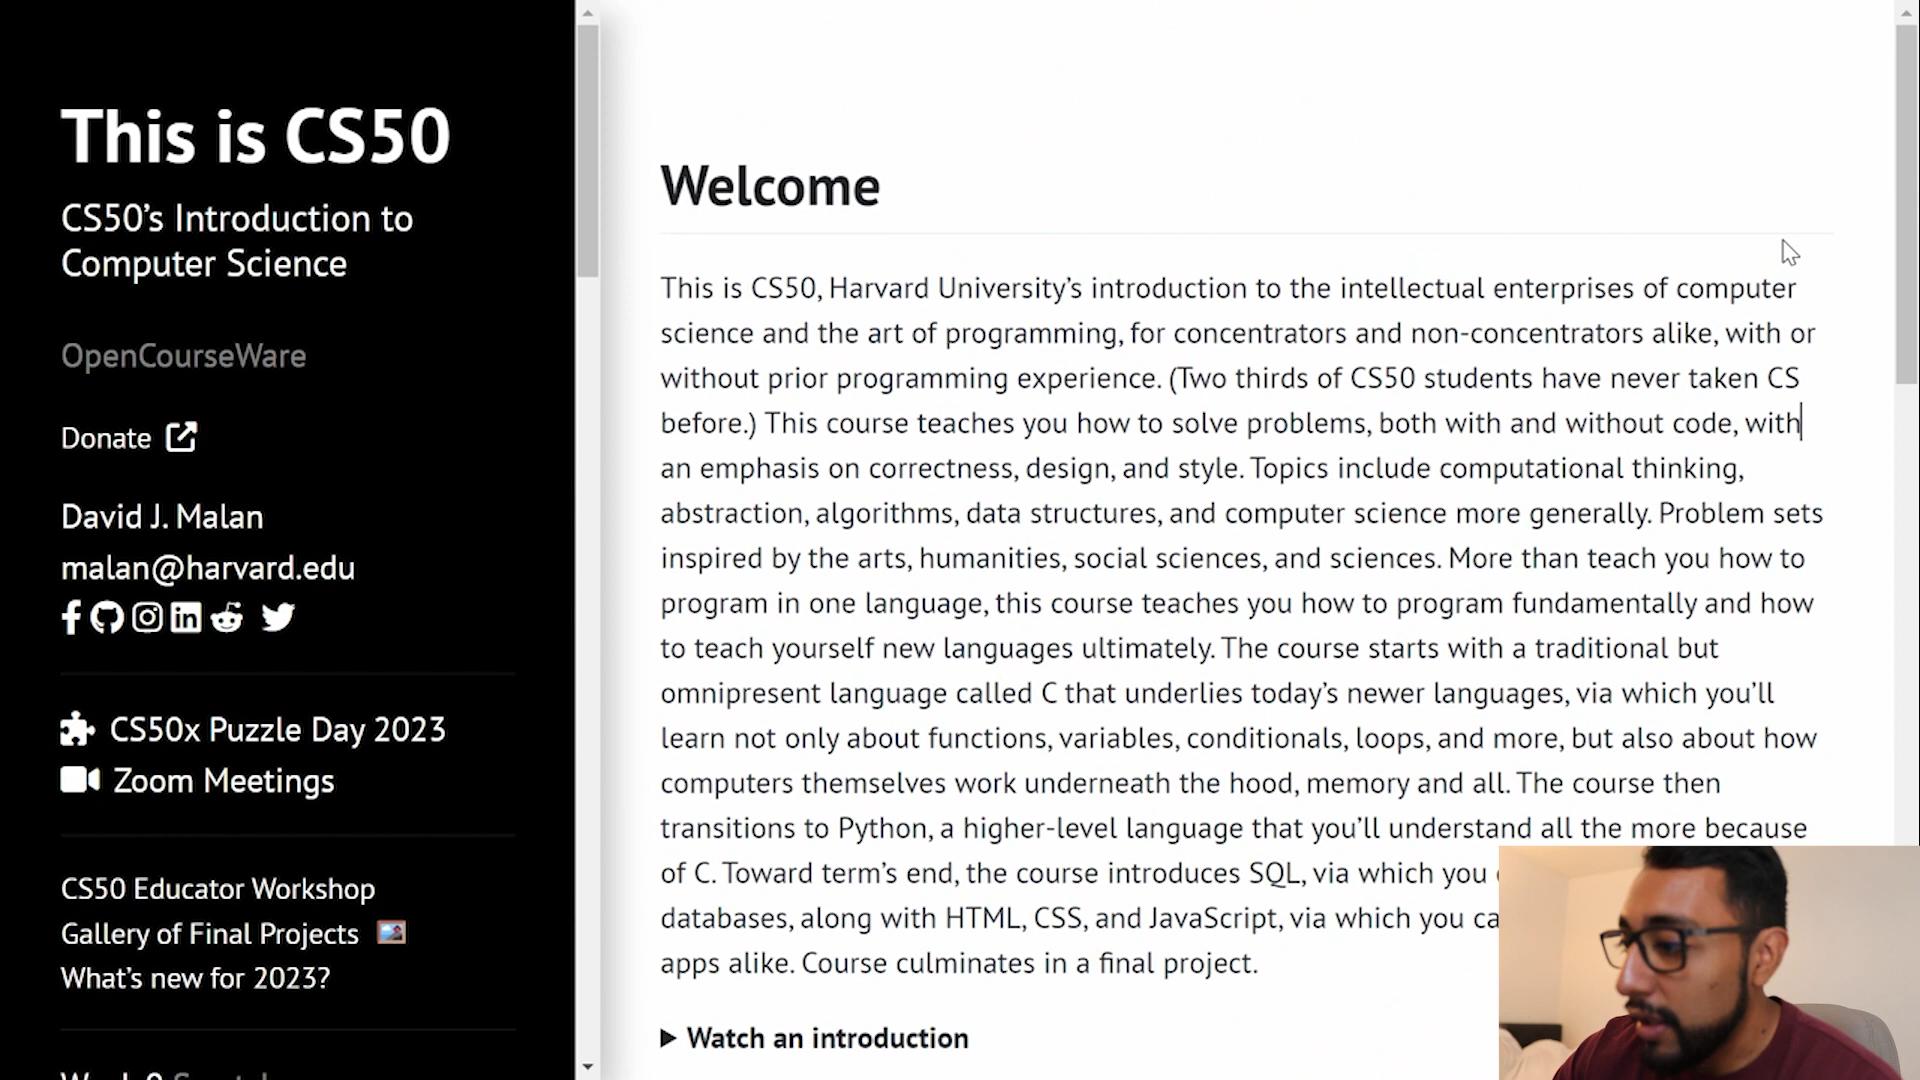 This is CS50
CS50’s Introduction to
Computer Science
OpenCourseWare
Donate
David J. Malan
malan@harvard.edu
CS50x Puzzle Day 2023
Zoom Meetings
CS50 Educator Workshop
Gallery of Final Projects
What’s new for 2023?
Welcome
This is CS50, Harvard University’s introduction to the intellectual enterprises of computer
science and the art of programming, for concentrators and non-concentrators alike, with or
without prior programming experience. (Two thirds of CS50 students have never taken CS
before.) This course teaches you how to solve problems, both with and without code, with
an emphasis on correctness, design, and style. Topics include computational thinking,
abstraction, algorithms, data structures, and computer science more generally. Problem sets
inspired by the arts, humanities, social sciences, and sciences. More than teach you how to
program in one language, this course teaches you how to program fundamentally and how
to teach yourself new languages ultimately. The course starts with a traditional but
omnipresent language called C that underlies today’s newer languages, via which you’ll
learn not only about functions, variables, conditionals, loops, and more, but also about how
computers themselves work underneath the hood, memory and all. The course then
transitions to Python, a higher-level language that you’ll understand all the more because
of C. Toward term’s end, the course introduces SQL, via which you
databases, along with HTML, CSS, and JavaScript, via which you
apps alike. Course culminates in a final project.
Watch an introduction